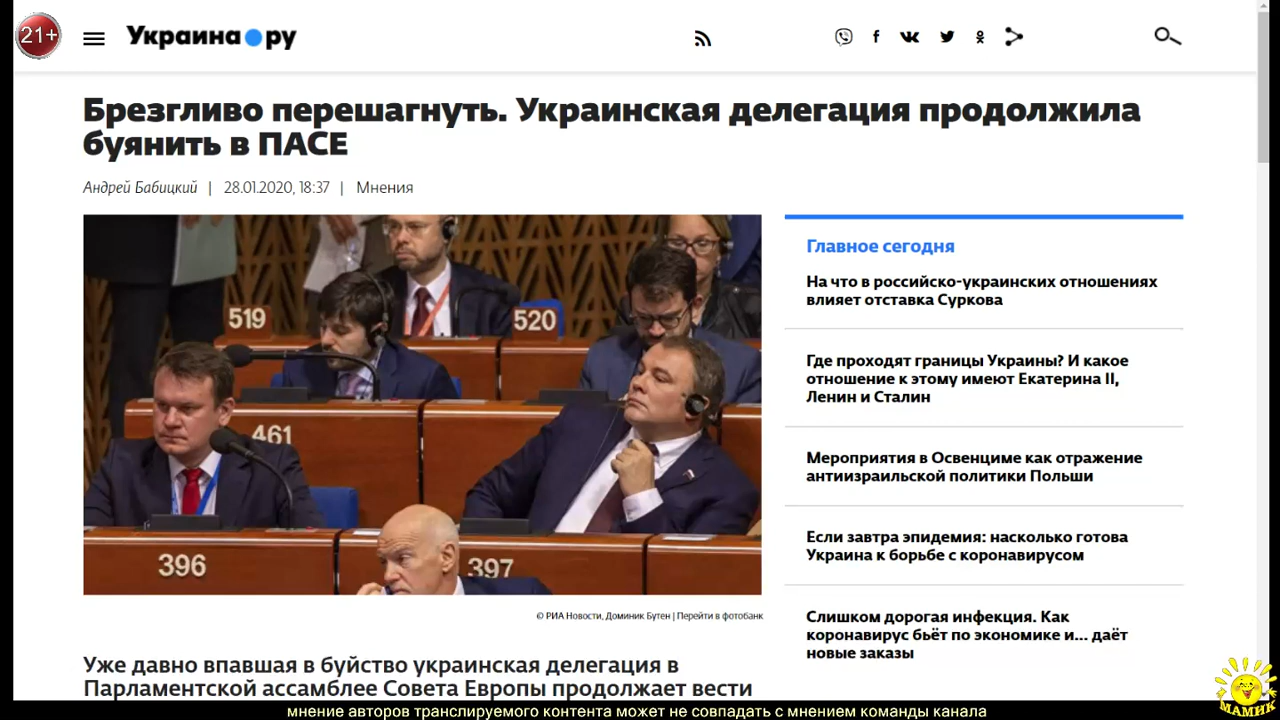 21+
Украина ру
Брезгливо перешагнуть. Украинская делегация продолжила
буянить в ПАСЕ
Андрей Бабицкий | 28.01.2020, 18:37 | Мнения
519
520
461
396
397
© РИА Новости, Доминик Бутен | Перейти в фотобанк
Уже давно впавшая в буйство украинская делегация в
Парламентской ассамблее Совета Европы продолжает вести
Главное сегодня
На что в российско-украинских отношениях
влияет отставка Суркова
Где проходят границы Украины? И какое
отношение к этому имеют Екатерина II,
Ленин и Сталин
Мероприятия в Освенциме как отражение
антиизраильской политики Польши
Если завтра эпидемия: насколько готова
Украина к борьбе с коронавирусом
Слишком дорогая инфекция. Как
коронавирус бьёт по экономике и... даёт
новые заказы
МАМИК
мнение авторов транслируемого контента может не совпадать с мнением команды канала